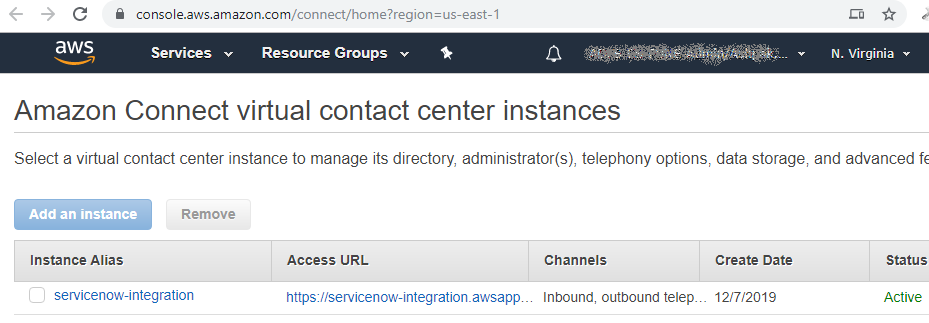 console.aws.amazon.com/connect/home?region=us-east-1
aws Services Resource Groups N. Virginia
Amazon Connect virtual contact center instances
Select a virtual contact center instance to manage its directory, administrator(s), telephony options, data storage, and advanced fe
Add an instance Remove
Instance Alias Access URL Channels Create Date Status
servicenow-integration https://servicenow-integration.awsapp... Inbound, outbound telep... 12/7/2019 Active